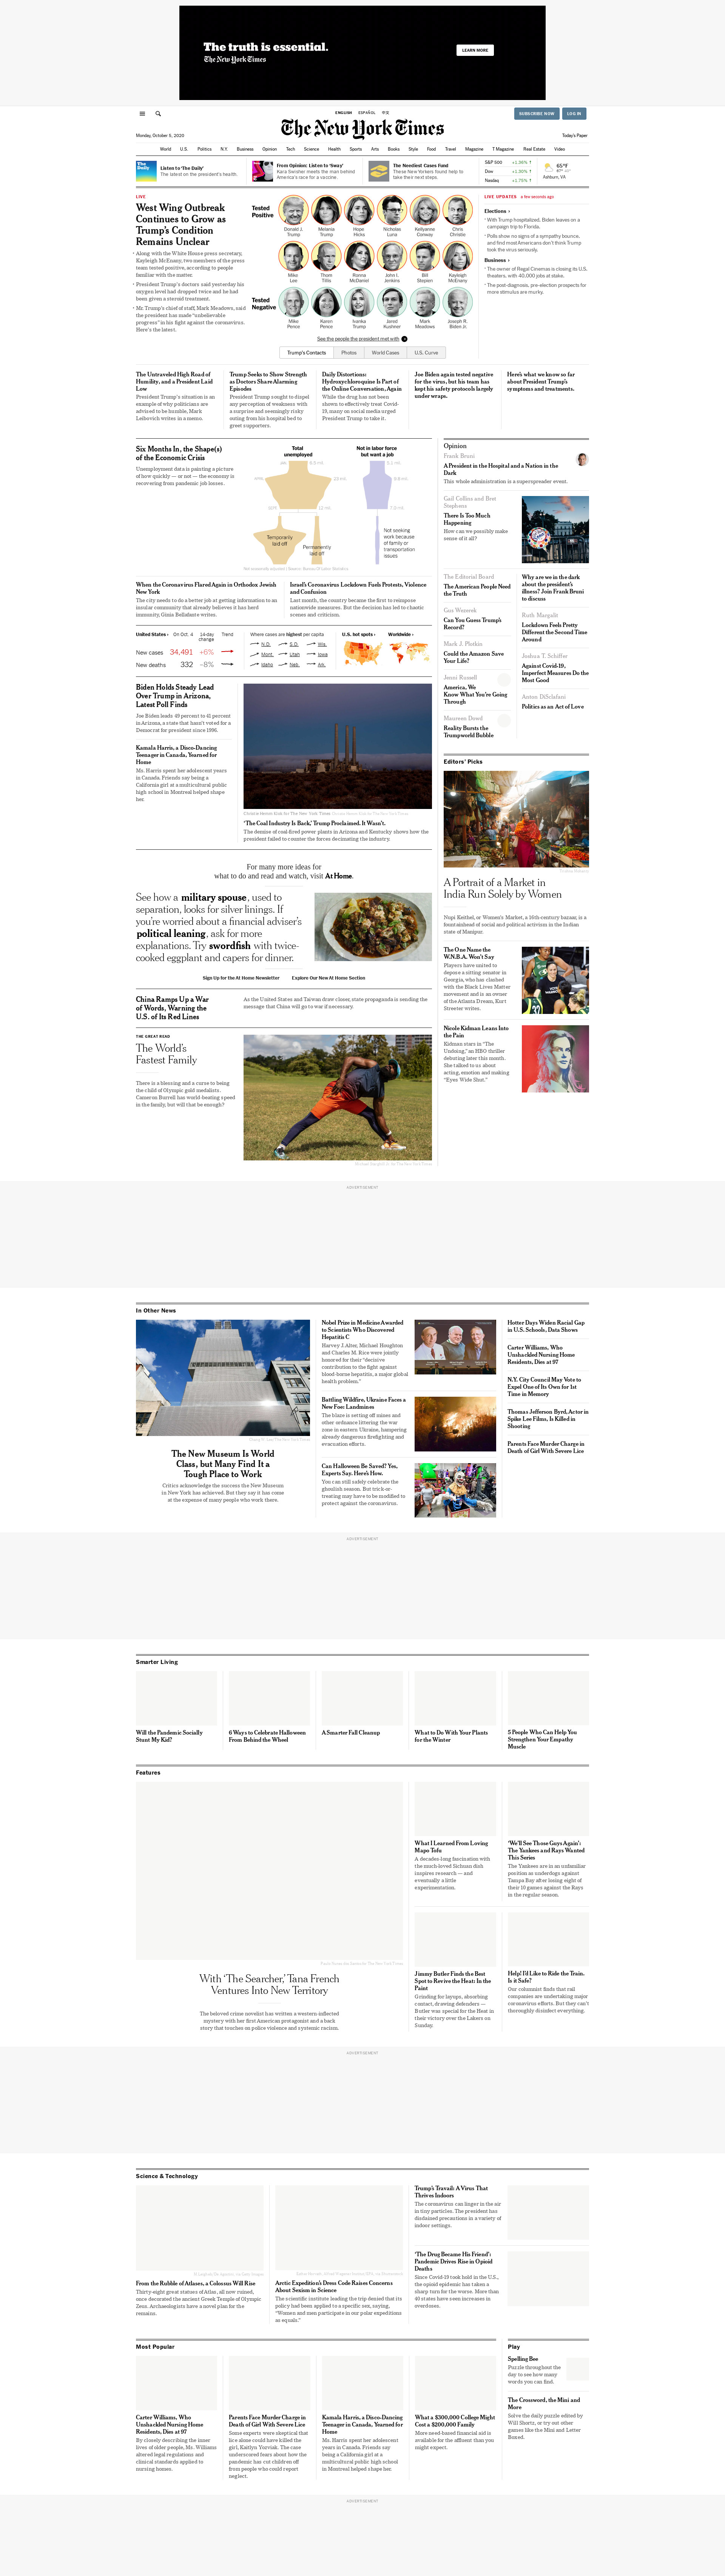 The truth is essential.
The New York Times
LEARN MORE
ENGLISH ESPAÑOL 中文
SUBSCRIBE NOW LOG IN
The New York Times
Monday, October 5, 2020
Today's Paper
World U.S. Politics N.Y. Business Opinion Tech Science Health Sports Arts Books Style Food Travel Magazine T Magazine Real Estate Video
Listen to 'The Daily'
The latest on the president's health.
From Opinion: Listen to 'Sway'
Kara Swisher meets the man behind
America's race for a vaccine.
The Neediest Cases Fund
These New Yorkers found help to
take their next steps.
S&P 500
Dow
Nasdaq
65°F
Ashburn, VA
LIVE
West Wing Outbreak
Continues to Grow as
Trump's Condition
Remains Unclear
Along with the White House press secretary,
Kayleigh McEnany, two members of the press
team tested positive, according to people
familiar with the matter.
President Trump's doctors said yesterday his
oxygen level had dropped twice and he had
been given a steroid treatment.
Mr. Trump's chief of staff, Mark Meadows, said
the president has made "unbelievable
progress" in his fight against the coronavirus.
Here's the latest.
Tested
Positive
Donald J. Trump
Melania Trump
Hope Hicks
Nicholas Luna
Kellyanne Conway
Chris Christie
Mike Lee
Thom Tillis
Ronna McDaniel
John I. Jenkins
Bill Stepien
Kayleigh McEnany
Tested
Negative
Mike Pence
Karen Pence
Ivanka Trump
Jared Kushner
Mark Meadows
Joseph R. Biden Jr.
See the people the president met with
Trump's Contacts Photos World Cases U.S. Curve
LIVE UPDATES a few seconds ago
Elections
With Trump hospitalized, Biden leaves on a
campaign trip to Florida.
Polls show no signs of a sympathy bounce,
and find most Americans don't think Trump
took the virus seriously.
Business
The owner of Regal Cinemas is closing its U.S.
theaters, with 40,000 jobs at stake.
The post-diagnosis, pre-election prospects for
more stimulus are murky.
The Untraveled High Road of
Humility, and a President Laid
Low
President Trump's situation is an
example of why politicians are
advised to be humble, Mark
Leibovich writes in a memo.
Trump Seeks to Show Strength
as Doctors Share Alarming
Episodes
President Trump sought to dispel
any perception of weakness with
a surprise and seemingly risky
outing from his hospital bed to
greet supporters.
Daily Distortions:
Hydroxychloroquine Is Part of
the Online Conversation, Again
While the drug has not been
shown to effectively treat Covid-
19, many on social media urged
President Trump to take it.
Joe Biden again tested negative
for the virus, but his team has
kept his safety protocols largely
under wraps.
Here's what we know so far
about President Trump's
symptoms and treatments.
Six Months In, the Shape(s)
of the Economic Crisis
Unemployment data is painting a picture
of how quickly — or not — the economy is
recovering from pandemic job losses.
Total
unemployed
Not in labor force
but want a job
Temporarily
laid off
Permanently
laid off
Not seeking
work because
of family or
transportation
issues
When the Coronavirus Flared Again in Orthodox Jewish
New York
The city needs to do a better job at getting information to an
insular community that already believes it has herd
immunity, Ginia Bellafante writes.
Israel's Coronavirus Lockdown Fuels Protests, Violence
and Confusion
Last month, the country became the first to reimpose
nationwide measures. But the decision has led to chaotic
scenes and criticism.
United States On Oct. 4 14-day change Trend
New cases 34,491 +6%
New deaths 332 –8%
Where cases are highest per capita
N.D. S.D. Wis.
Mont. Utah Iowa
Idaho Neb. Ark.
U.S. hot spots
Worldwide
Biden Holds Steady Lead
Over Trump in Arizona,
Latest Poll Finds
Joe Biden leads 49 percent to 41 percent
in Arizona, a state that hasn't voted for a
Democrat for president since 1996.
Kamala Harris, a Disco-Dancing
Teenager in Canada, Yearned for
Home
Ms. Harris spent her adolescent years
in Canada. Friends say being a
California girl at a multicultural public
high school in Montreal helped shape
her.
'The Coal Industry Is Back,' Trump Proclaimed. It Wasn't.
The demise of coal-fired power plants in Arizona and Kentucky shows how the
president failed to counter the forces decimating the industry.
For many more ideas for
what to do and read and watch, visit At Home.
See how a military spouse, used to
separation, looks for silver linings. If
you're worried about a financial adviser's
political leaning, ask for more
explanations. Try swordfish with twice-
cooked eggplant and capers for dinner.
Sign Up for the At Home Newsletter Explore Our New At Home Section
China Ramps Up a War
of Words, Warning the
U.S. of Its Red Lines
As the United States and Taiwan draw closer, state propaganda is sending the
message that China will go to war if necessary.
THE GREAT READ
The World's
Fastest Family
There is a blessing and a curse to being
the child of Olympic gold medalists.
Cameron Burrell has world-beating speed
in the family, but will that be enough?
Opinion
Frank Bruni
A President in the Hospital and a Nation in the
Dark
This whole administration is a superspreader event.
Gail Collins and Bret
Stephens
There Is Too Much
Happening
How can we possibly make
sense of it all?
The Editorial Board
The American People Need
the Truth
Gus Wezerek
Can You Guess Trump's
Record?
Mark J. Plotkin
Could the Amazon Save
Your Life?
Jenni Russell
America, We
Know What You're Going
Through
Maureen Dowd
Reality Bursts the
Trumpworld Bubble
Why are we in the dark
about the president's
illness? Join Frank Bruni
to discuss
Ruth Margalit
Lockdown Feels Pretty
Different the Second Time
Around
Joshua T. Schiffer
Against Covid-19,
Imperfect Measures Do the
Most Good
Anton DiSclafani
Politics as an Act of Love
Editors' Picks
A Portrait of a Market in
India Run Solely by Women
Nupi Keithel, or Women's Market, a 16th-century bazaar, is a
fountainhead of social and political activism in the Indian
state of Manipur.
The One Name the
W.N.B.A. Won't Say
Players have united to
depose a sitting senator in
Georgia, who has clashed
with the Black Lives Matter
movement and is an owner
of the Atlanta Dream, Kurt
Streeter writes.
Nicole Kidman Leans Into
the Pain
Kidman stars in "The
Undoing," an HBO thriller
debuting later this month.
She talked to us about
acting, emotion and making
"Eyes Wide Shut."
ADVERTISEMENT
In Other News
The New Museum Is World
Class, but Many Find It a
Tough Place to Work
Critics acknowledge the success the New Museum
in New York has achieved. But they say it has come
at the expense of many people who work there.
Nobel Prize in Medicine Awarded
to Scientists Who Discovered
Hepatitis C
Harvey J. Alter, Michael Houghton
and Charles M. Rice were jointly
honored for their "decisive
contribution to the fight against
blood-borne hepatitis, a major global
health problem."
Battling Wildfire, Ukraine Faces a
New Foe: Landmines
The blaze is setting off mines and
other ordnance littering the war
zone in eastern Ukraine, hampering
already dangerous firefighting and
evacuation efforts.
Can Halloween Be Saved? Yes,
Experts Say. Here's How.
You can still safely celebrate the
ghoulish season. But trick-or-
treating may have to be modified to
protect against the coronavirus.
Hotter Days Widen Racial Gap
in U.S. Schools, Data Shows
Carter Williams, Who
Unshackled Nursing Home
Residents, Dies at 97
N.Y. City Council May Vote to
Expel One of Its Own for 1st
Time in Memory
Thomas Jefferson Byrd, Actor in
Spike Lee Films, Is Killed in
Shooting
Parents Face Murder Charge in
Death of Girl With Severe Lice
ADVERTISEMENT
Smarter Living
Will the Pandemic Socially
Stunt My Kid?
6 Ways to Celebrate Halloween
From Behind the Wheel
A Smarter Fall Cleanup
What to Do With Your Plants
for the Winter
5 People Who Can Help You
Strengthen Your Empathy
Muscle
Features
With 'The Searcher,' Tana French
Ventures Into New Territory
The beloved crime novelist has written a western-inflected
mystery with her first American protagonist and a back
story that touches on police violence and systemic racism.
What I Learned From Loving
Mapo Tofu
A decades-long fascination with
the much-loved Sichuan dish
inspires research — and
eventually a little
experimentation.
'We'll See Those Guys Again':
The Yankees and Rays Wanted
This Series
The Yankees are in an unfamiliar
position as underdogs against
Tampa Bay after losing eight of
their 10 games against the Rays
in the regular season.
Jimmy Butler Finds the Best
Spot to Revive the Heat: In the
Paint
Grinding for layups, absorbing
contact, drawing defenders —
Butler was special for the Heat in
their victory over the Lakers on
Sunday.
Help! I'd Like to Ride the Train.
Is it Safe?
Our columnist finds that rail
companies are undertaking major
coronavirus efforts. But they can't
thoroughly disinfect everything.
ADVERTISEMENT
Science & Technology
From the Rubble of Atlases, a Colossus Will Rise
Thirty-eight great statues of Atlas, all now ruined,
once decorated the ancient Greek Temple of Olympic
Zeus. Archaeologists have a novel plan for the
remains.
Arctic Expedition's Dress Code Raises Concerns
About Sexism in Science
The scientific institute leading the trip denied that its
policy had been applied to a specific sex, saying,
"Women and men participate in our polar expeditions
as equals."
Trump's Travail: A Virus That
Thrives Indoors
The coronavirus can linger in the air
in tiny particles. The president has
disdained precautions in a variety of
indoor settings.
'The Drug Became His Friend':
Pandemic Drives Rise in Opioid
Deaths
Since Covid-19 took hold in the U.S.,
the opioid epidemic has taken a
sharp turn for the worse. More than
40 states have seen increases in
overdoses.
Most Popular
Carter Williams, Who
Unshackled Nursing Home
Residents, Dies at 97
By closely describing the inner
lives of older people, Ms. Williams
altered legal regulations and
clinical standards applied to
nursing homes.
Parents Face Murder Charge in
Death of Girl With Severe Lice
Some experts were skeptical that
lice alone could have killed the
girl, Kaitlyn Yozviak. The case
underscored fears about how the
pandemic has cut children off
from people who could report
neglect.
Kamala Harris, a Disco-Dancing
Teenager in Canada, Yearned for
Home
Ms. Harris spent her adolescent
years in Canada. Friends say
being a California girl at a
multicultural public high school
in Montreal helped shape her.
What a $300,000 College Might
Cost a $200,000 Family
More need-based financial aid is
available for the affluent than you
might expect.
Play
Spelling Bee
Puzzle throughout the
day to see how many
words you can find.
The Crossword, the Mini and
More
Solve the daily puzzle edited by
Will Shortz, or try out other
games like the Mini and Letter
Boxed.
ADVERTISEMENT